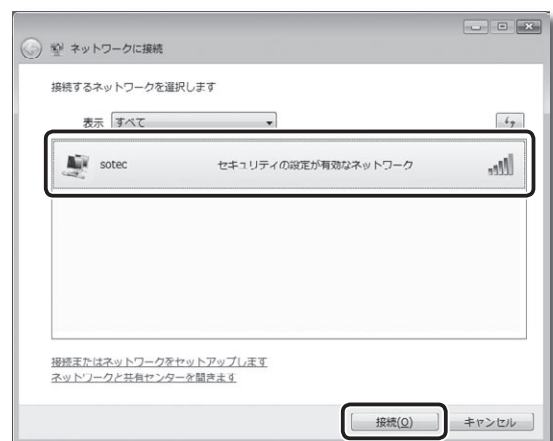 ネットワークに接続
接続するネットワークを選択します
表示 すべて
sotec セキュリティの設定が有効なネットワーク
接続またはネットワークをセットアップします
ネットワークと共有センターを開きます
接続(O) キャンセル